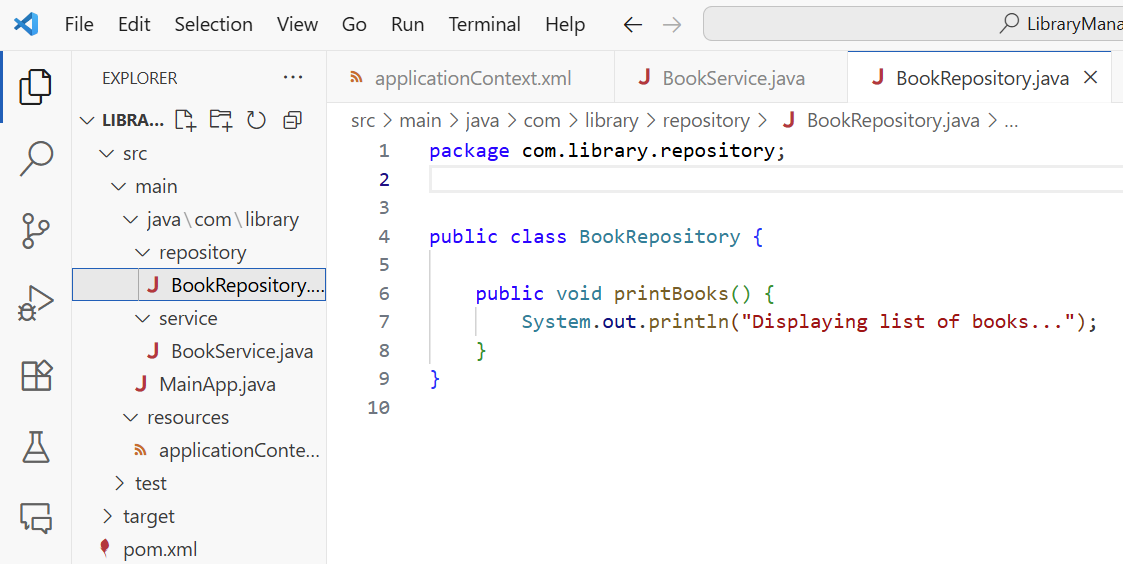 File Edit Selection View Go Run Terminal Help LibraryMana
EXPLORER ...
applicationContext.xml BookService.java BookRepository.java
LIBRA...
src > main > java > com > library > repository > BookRepository.java > ...
src
main
java\com\library
repository
BookRepository....
service
BookService.java
MainApp.java
resources
applicationConte...
test
target
pom.xml
1 package com.library.repository;
2
3
4 public class BookRepository {
5
6     public void printBooks() {
7         System.out.println("Displaying list of books...");
8     }
9 }
10